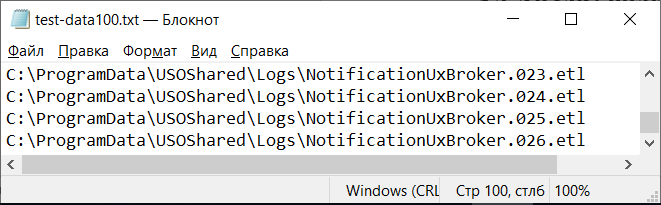 test-data100.txt — Блокнот
Файл Правка Формат Вид Справка
C:\ProgramData\USOShared\Logs\NotificationUxBroker.023.etl
C:\ProgramData\USOShared\Logs\NotificationUxBroker.024.etl
C:\ProgramData\USOShared\Logs\NotificationUxBroker.025.etl
C:\ProgramData\USOShared\Logs\NotificationUxBroker.026.etl
Windows (CRL Стр 100, стлб 100%